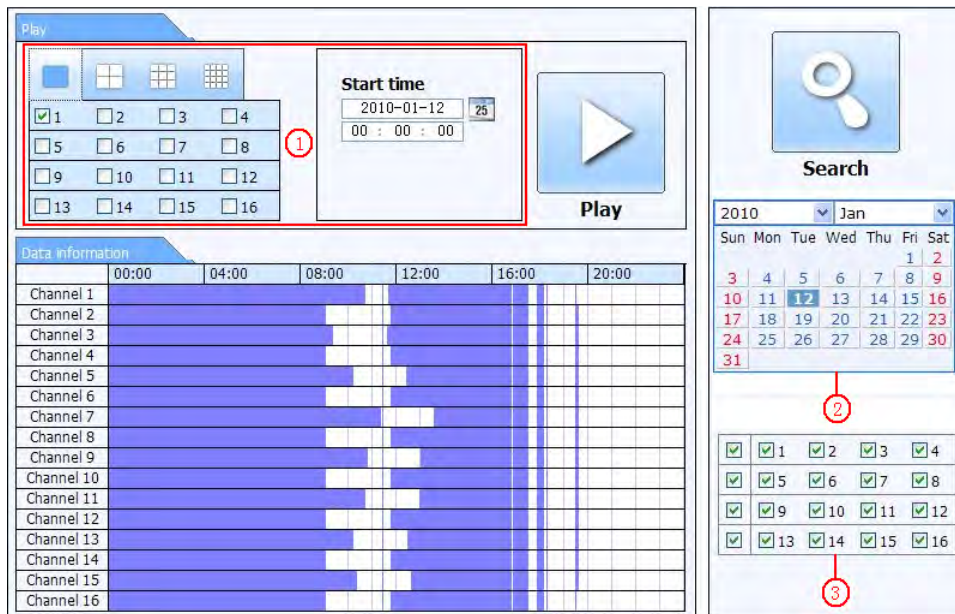 Play
1 2 3 4
5 6 7 8
9 10 11 12
13 14 15 16
1
Start time
2010-01-12 25
00 : 00 : 00
Play
Data information
00:00 04:00 08:00 12:00 16:00 20:00
Channel 1
Channel 2
Channel 3
Channel 4
Channel 5
Channel 6
Channel 7
Channel 8
Channel 9
Channel 10
Channel 11
Channel 12
Channel 13
Channel 14
Channel 15
Channel 16
Search
2010 Jan
Sun Mon Tue Wed Thu Fri Sat
1 2
3 4 5 6 7 8 9
10 11 12 13 14 15 16
17 18 19 20 21 22 23
24 25 26 27 28 29 30
31
2
1 2 3 4
5 6 7 8
9 10 11 12
13 14 15 16
3